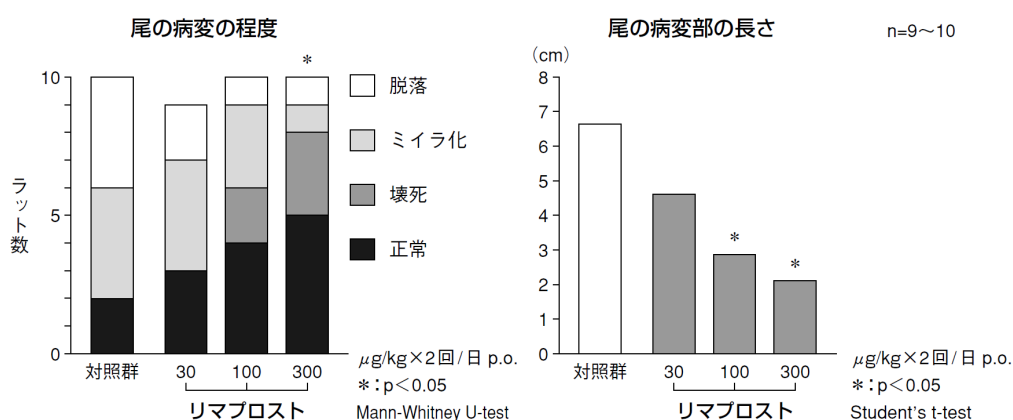 尾の病変の程度
ラット数
10
5
0
*
脱落
ミイラ化
壊死
正常
対照群
30
100
300
リマプロスト
μg/kg×2回/日 p.o.
*:p<0.05
Mann-Whitney U-test
尾の病変部の長さ
n=9〜10
(cm)
8
7
6
5
4
3
2
1
0
*
*
対照群
30
100
300
リマプロスト
μg/kg×2回/日 p.o.
*:p<0.05
Student's t-test